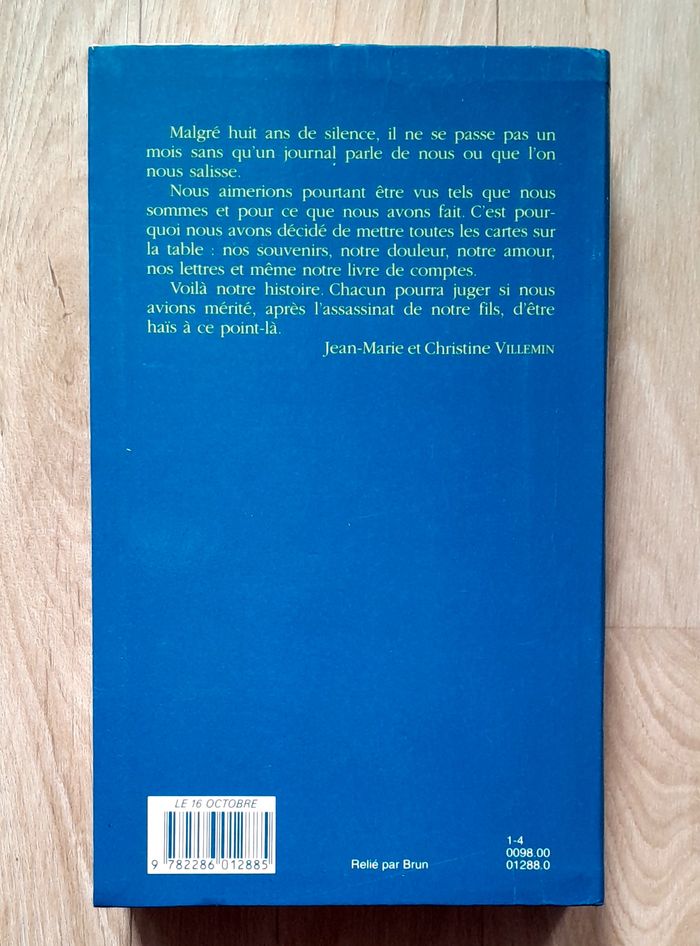 Malgré huit ans de silence, il ne se passe pas un
mois sans qu'un journal parle de nous ou que l'on
nous salisse.
Nous aimerions pourtant être vus tels que nous
sommes et pour ce que nous avons fait. C'est pour-
quoi nous avons décidé de mettre toutes les cartes sur
la table : nos souvenirs, notre douleur, notre amour,
nos lettres et même notre livre de comptes.
Voilà notre histoire. Chacun pourra juger si nous
avions mérité, après l'assassinat de notre fils, d'être
haïs à ce point-là.
Jean-Marie et Christine VILLEMIN
LE 16 OCTOBRE
9 782286 012885
Relié par Brun
1-4
0098.00
01288.0